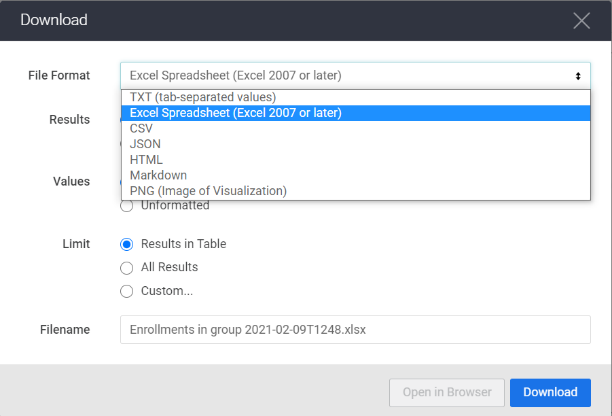 Download
File Format
Excel Spreadsheet (Excel 2007 or later)
TXT (tab-separated values)
Excel Spreadsheet (Excel 2007 or later)
CSV
JSON
HTML
Markdown
PNG (Image of Visualization)
Results
Values
Unformatted
Limit
Results in Table
All Results
Custom...
Filename
Enrollments in group 2021-02-09T1248.xlsx
Open in Browser
Download